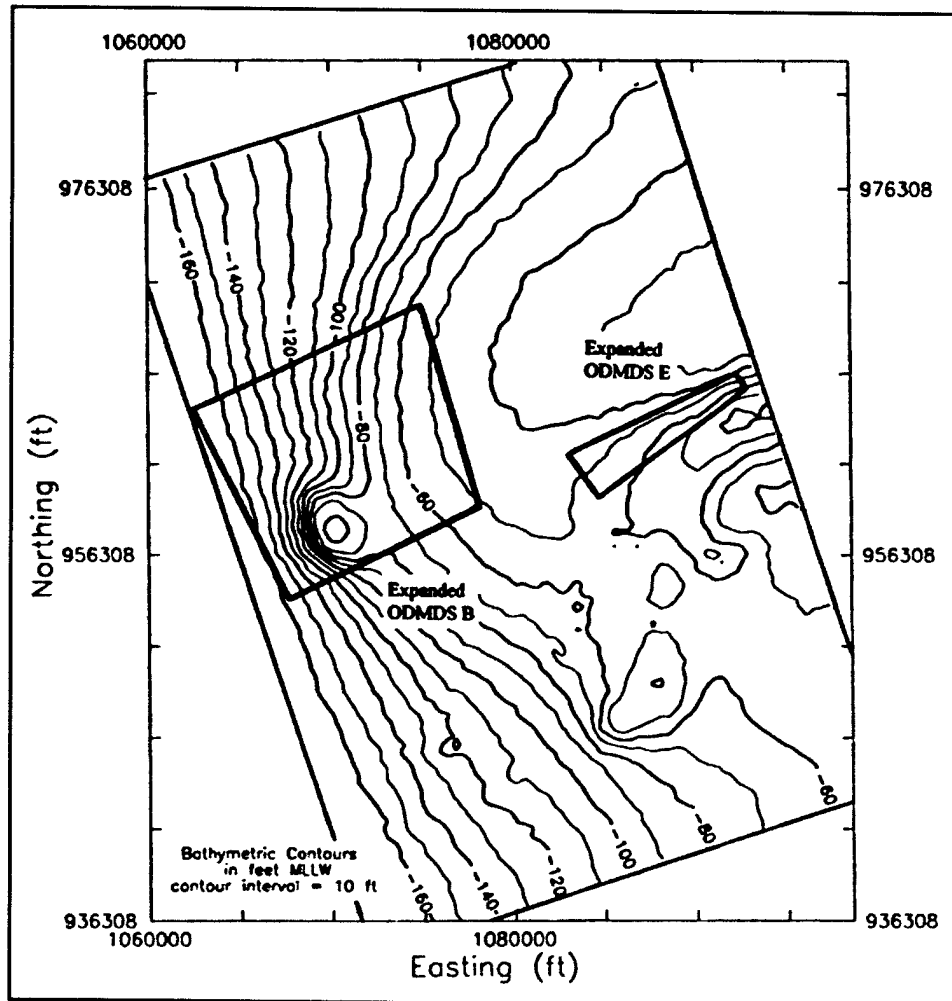 1060000
1080000
976308
976308
-160
-140
-120
-100
-80
-60
Expanded
ODMDS E
956308
956308
Expanded
ODMDS B
Northing (ft)
Bathymetric Contours
in feet MLLW
contour interval = 10 ft
-160
-140
-120
-100
-80
-60
936308
936308
1060000
1080000
Easting (ft)